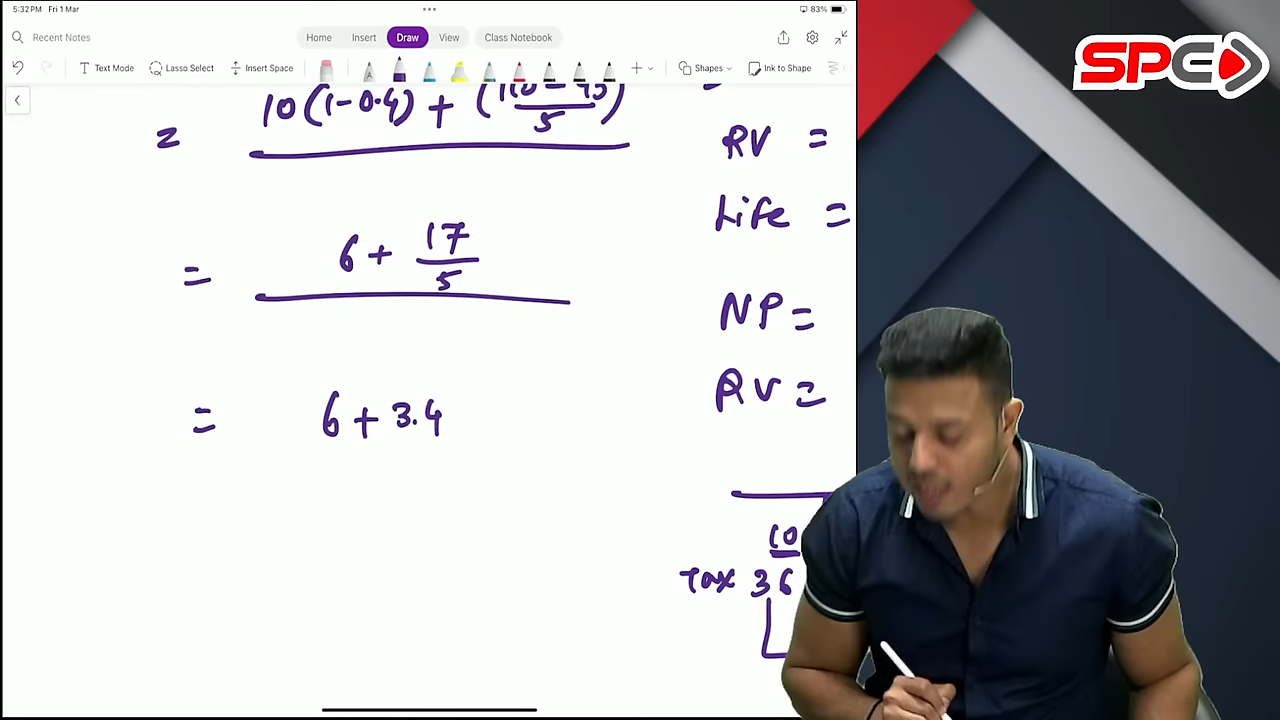 5:32 PM Fri 1 Mar
83%
Recent Notes
Home Insert Draw View Class Notebook
Text Mode Lasso Select Insert Space Shapes Ink to Shape
= 10(1-0.4) +
5
= 6 + 17
5
= 6 + 3.4
RV =
Life =
NP =
RV =
10
Tax 36
SPC